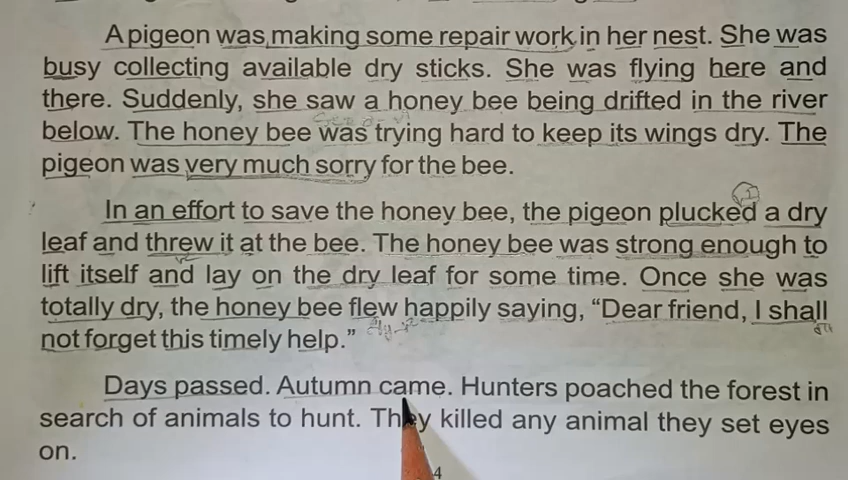 A pigeon was making some repair work in her nest. She was
busy collecting available dry sticks. She was flying here and
there. Suddenly, she saw a honey bee being drifted in the river
below. The honey bee was trying hard to keep its wings dry. The
pigeon was very much sorry for the bee.
In an effort to save the honey bee, the pigeon plucked a dry
leaf and threw it at the bee. The honey bee was strong enough to
lift itself and lay on the dry leaf for some time. Once she was
totally dry, the honey bee flew happily saying, “Dear friend, I shall
not forget this timely help.”
Days passed. Autumn came. Hunters poached the forest in
search of animals to hunt. They killed any animal they set eyes
on.
4